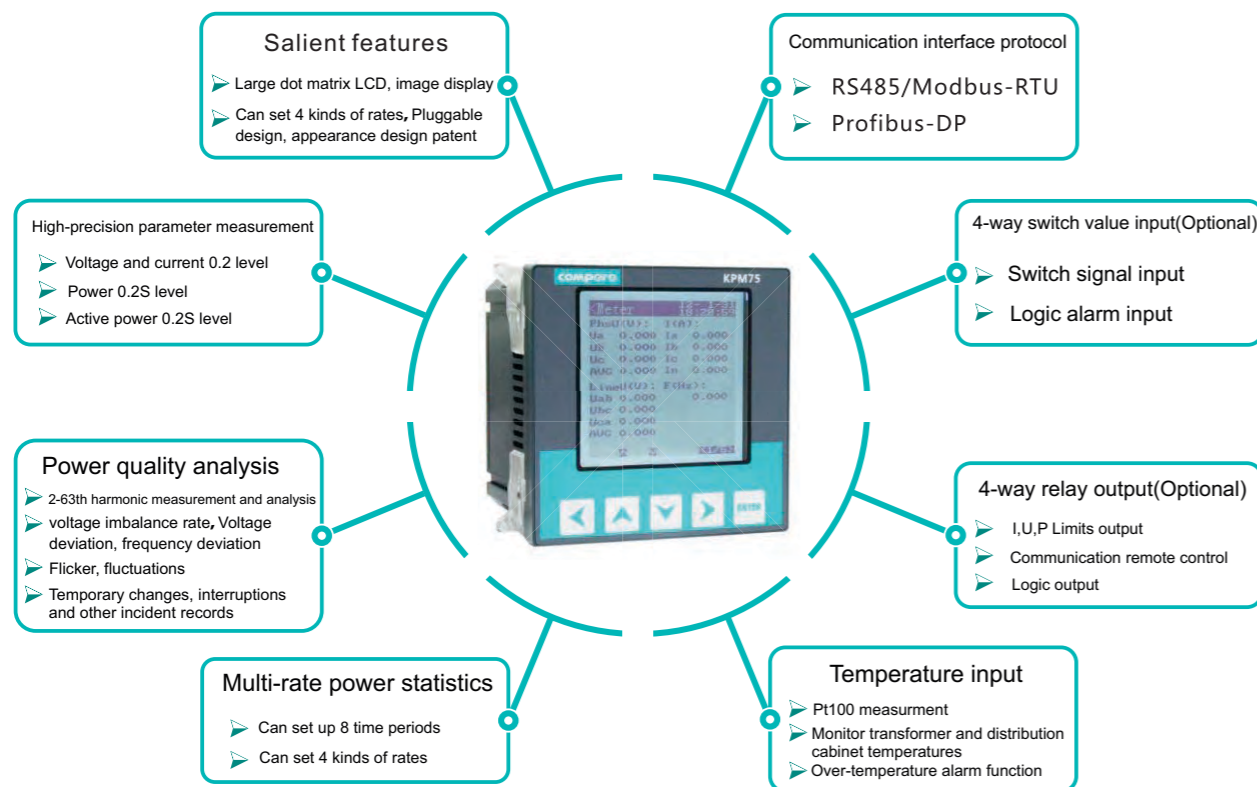 Salient features
Large dot matrix LCD, image display
Can set 4 kinds of rates, Pluggable
design, appearance design patent
Communication interface protocol
RS485/Modbus-RTU
Profibus-DP
High-precision parameter measurement
Voltage and current 0.2 level
Power 0.2S level
Active power 0.2S level
4-way switch value input(Optional)
Switch signal input
Logic alarm input
compere
KPM75
Meter
PhsU(V): I(A):
Ua 0.000 Ia 0.000
Ub 0.000 Ib 0.000
Uc 0.000 Ic 0.000
AVG 0.000 In 0.000
LineU(V): F(Hz):
Uab 0.000 0.000
Ubc 0.000
Uca 0.000
AVG 0.000
ENTER
Power quality analysis
2-63th harmonic measurement and analysis
voltage imbalance rate, Voltage
deviation, frequency deviation
Flicker, fluctuations
Temporary changes, interruptions
and other incident records
4-way relay output(Optional)
I,U,P Limits output
Communication remote control
Logic output
Multi-rate power statistics
Can set up 8 time periods
Can set 4 kinds of rates
Temperature input
Pt100 measurment
Monitor transformer and distribution
cabinet temperatures
Over-temperature alarm function